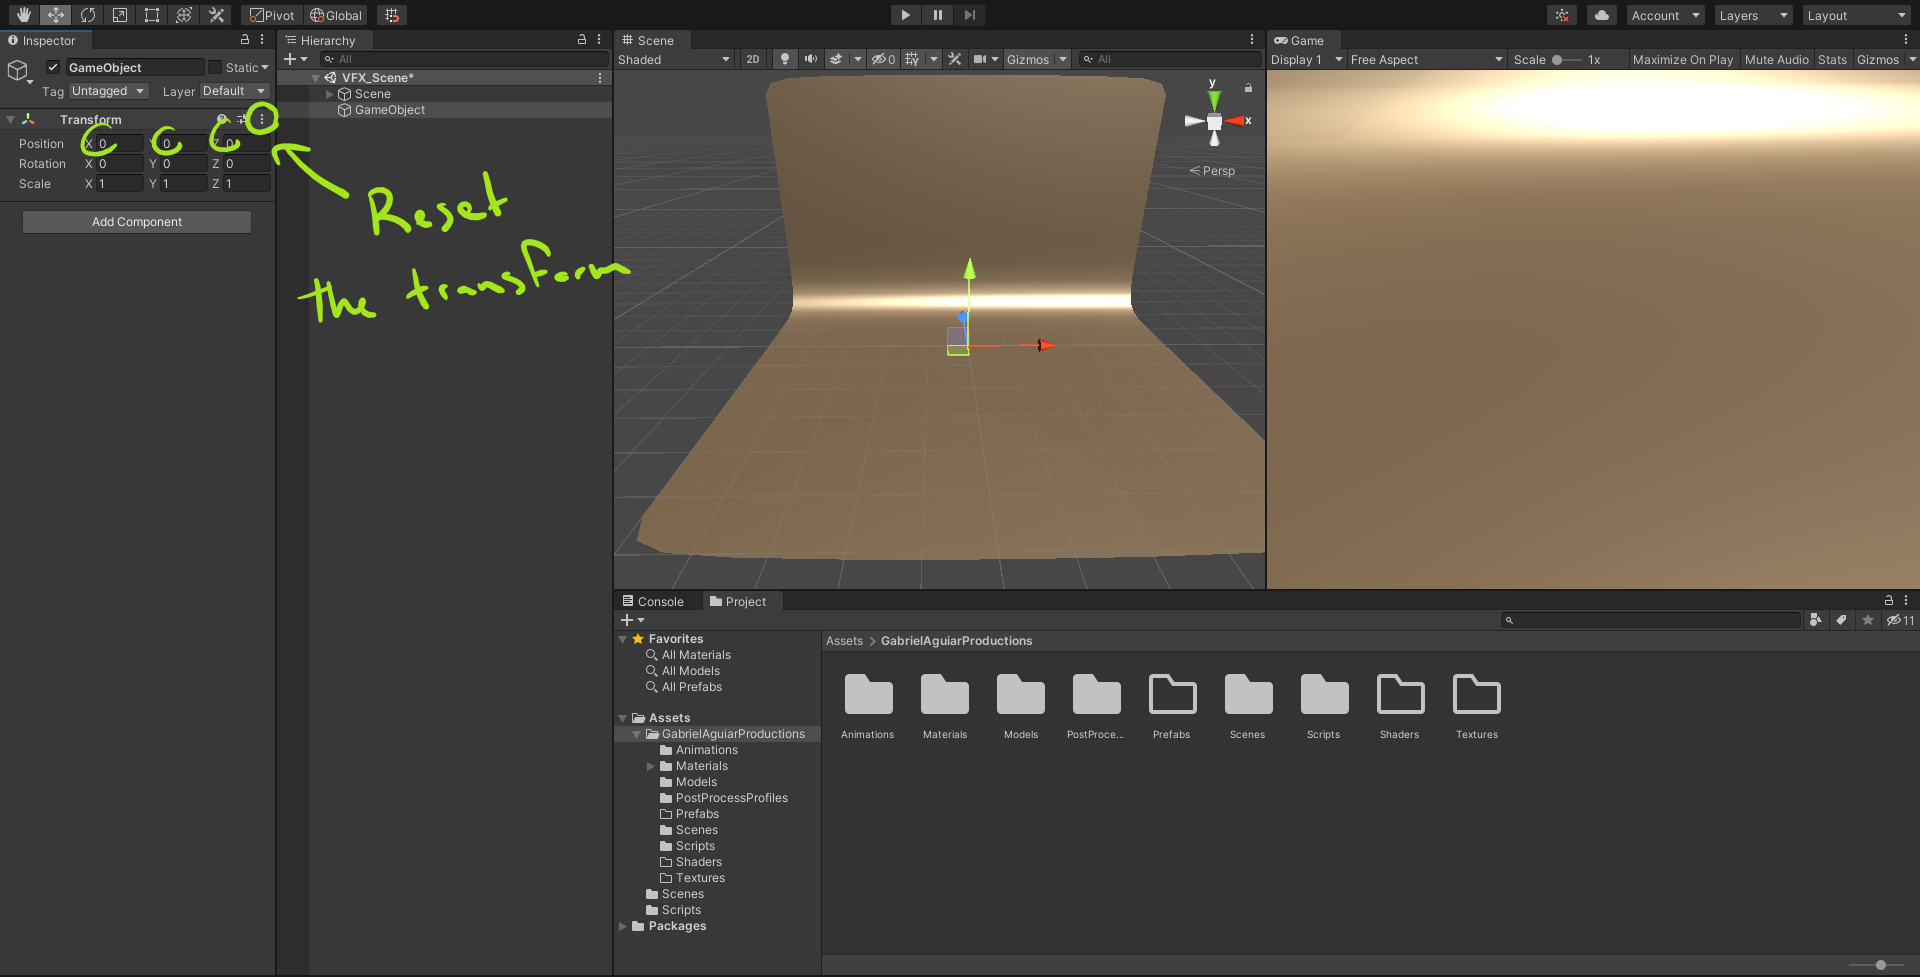 Pivot Global Account Layers Layout
Inspector Hierarchy Scene Game
GameObject Static
Tag Untagged Layer Default
Transform
Position X 0 Y 0 Z 0
Rotation X 0 Y 0 Z 0
Scale X 1 Y 1 Z 1
Add Component
Reset
the transform
All
VFX_Scene*
Scene
GameObject
Shaded 2D 0 Gizmos All
y
x
Persp
Display 1 Free Aspect Scale 1x Maximize On Play Mute Audio Stats Gizmos
Console Project
11
Favorites
All Materials
All Models
All Prefabs
Assets
GabrielAguiarProductions
Animations
Materials
Models
PostProcessProfiles
Prefabs
Scenes
Scripts
Shaders
Textures
Scenes
Scripts
Packages
Assets > GabrielAguiarProductions
Animations Materials Models PostProce... Prefabs Scenes Scripts Shaders Textures